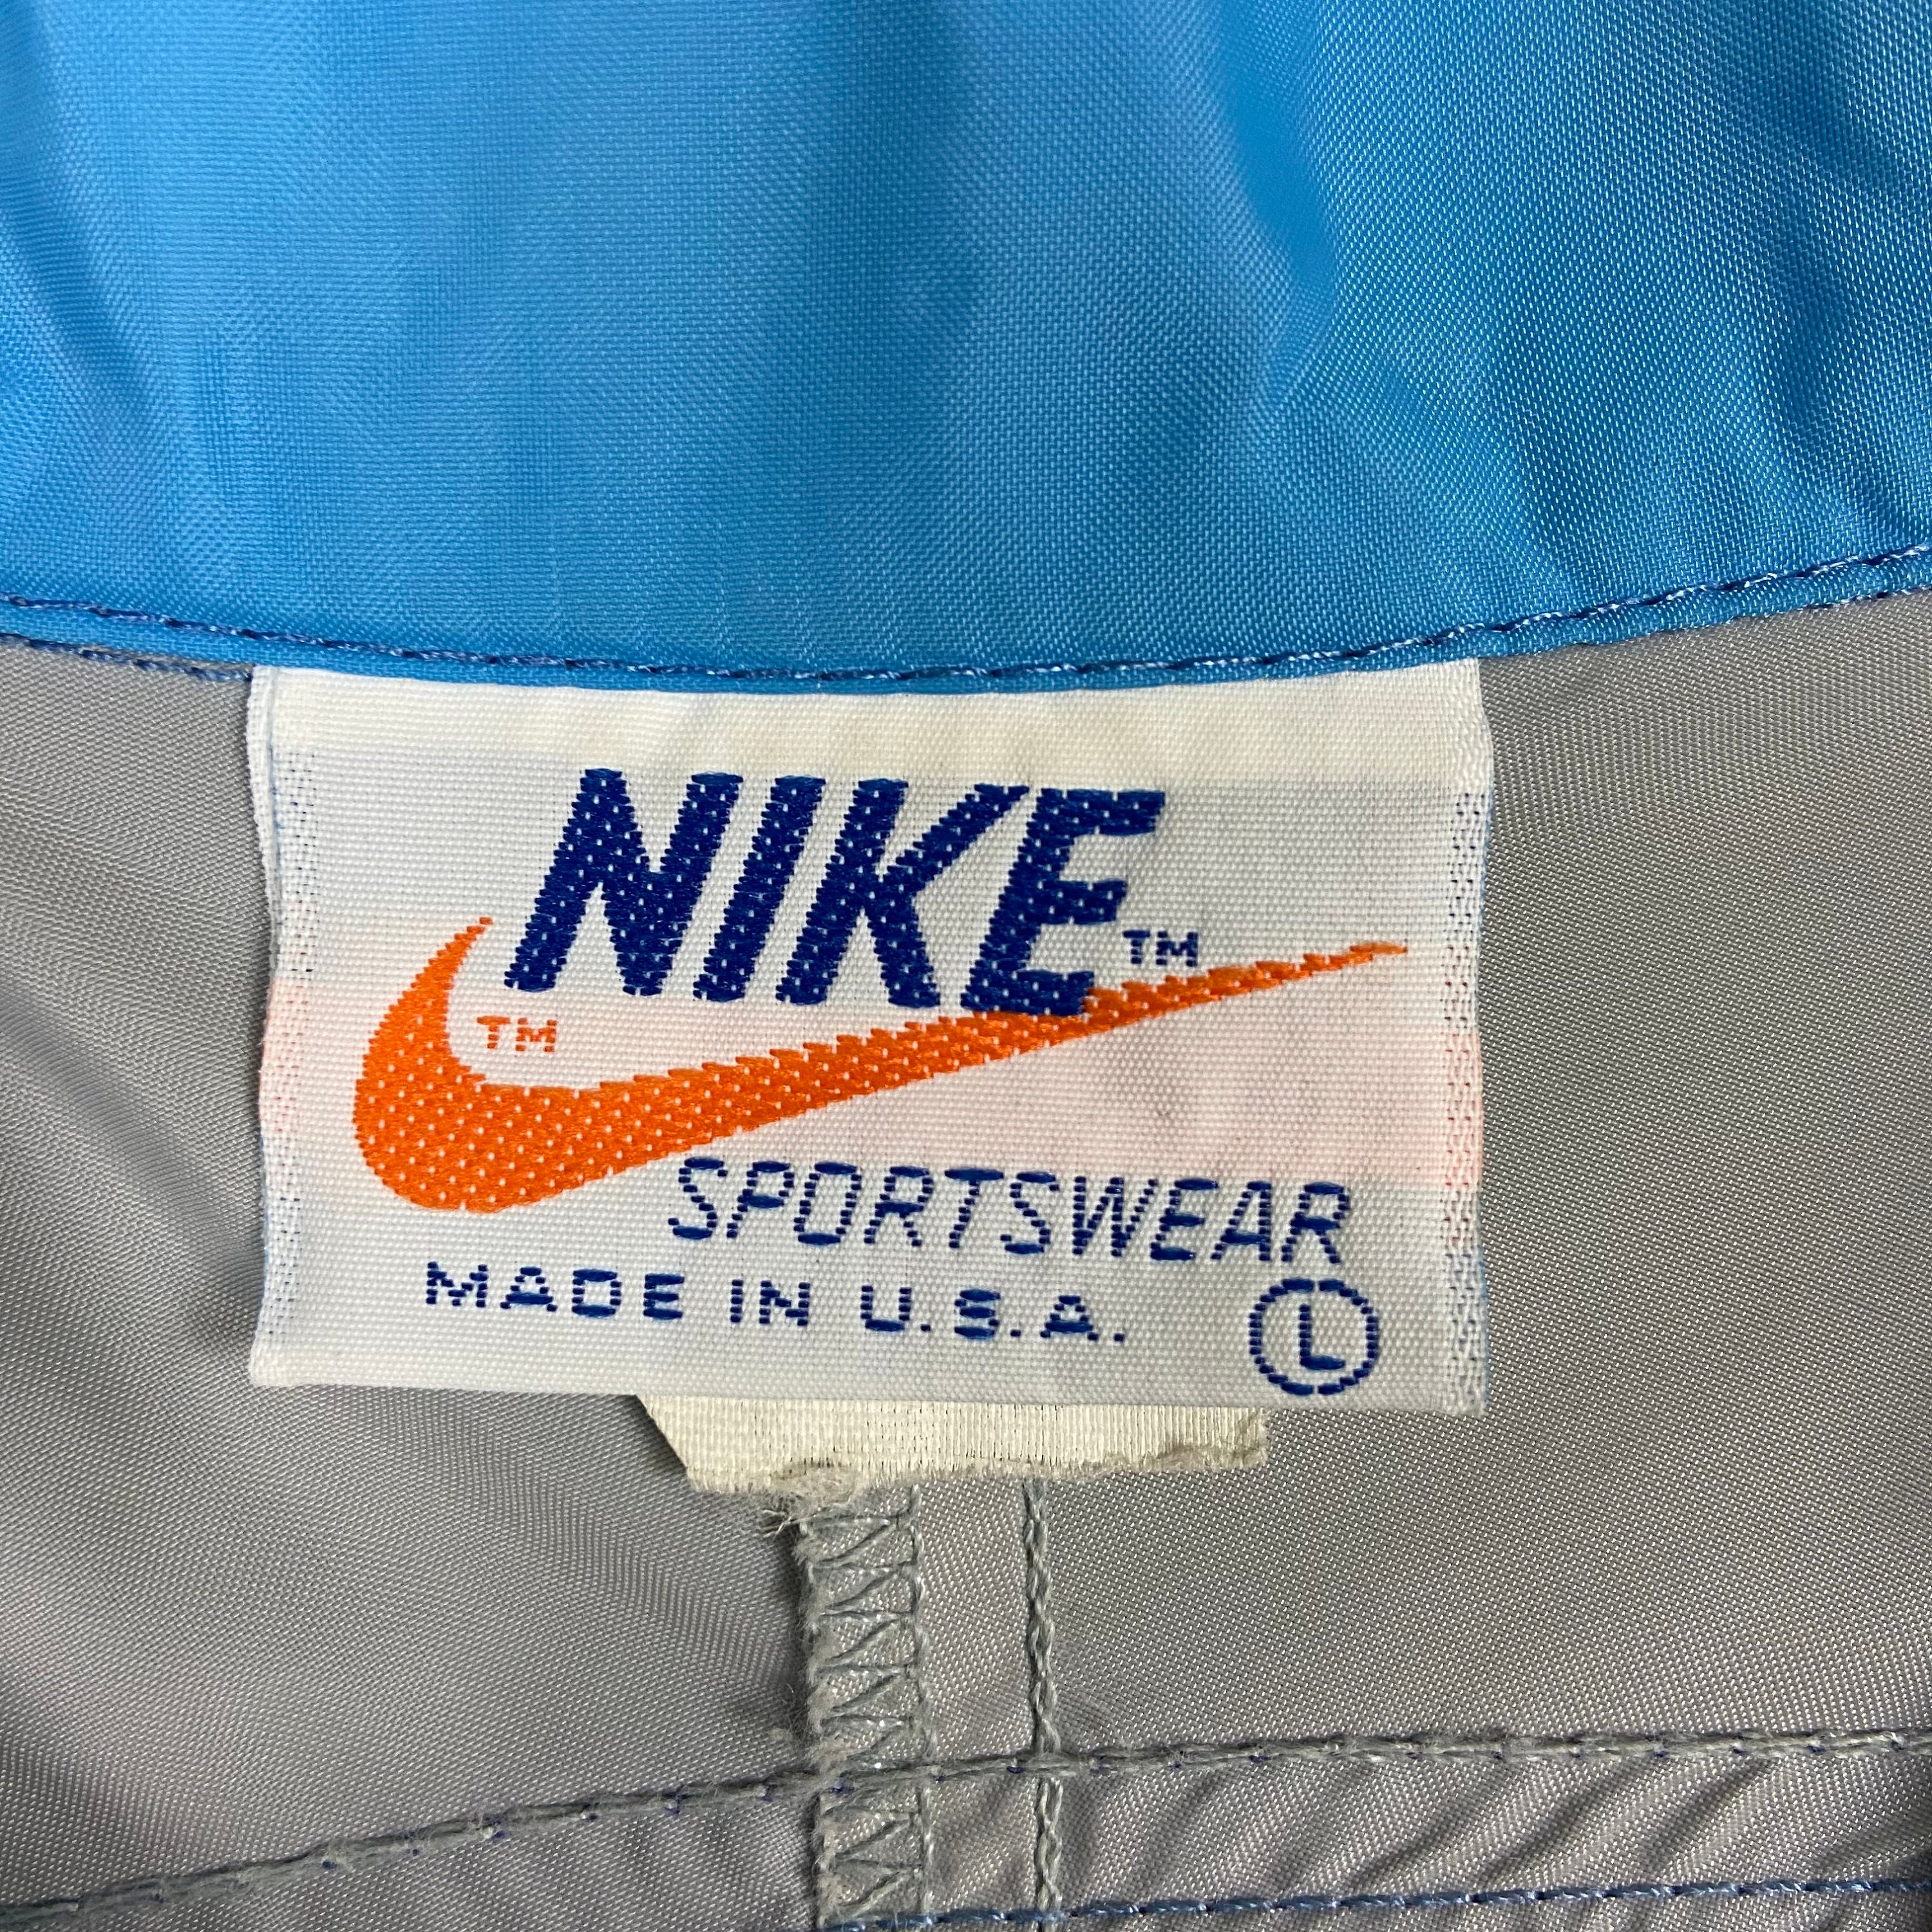 NIKE™
™
SPORTSWEAR
MADE IN U.S.A. Ⓛ